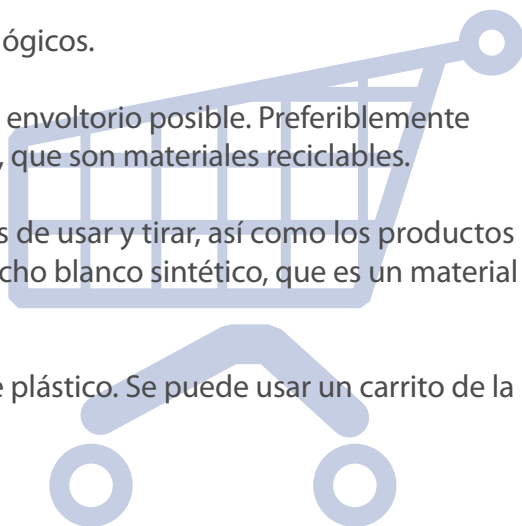 ógicos.
envoltorio posible. Preferiblemente
, que son materiales reciclables.
s de usar y tirar, así como los productos
cho blanco sintético, que es un material
e plástico. Se puede usar un carrito de la